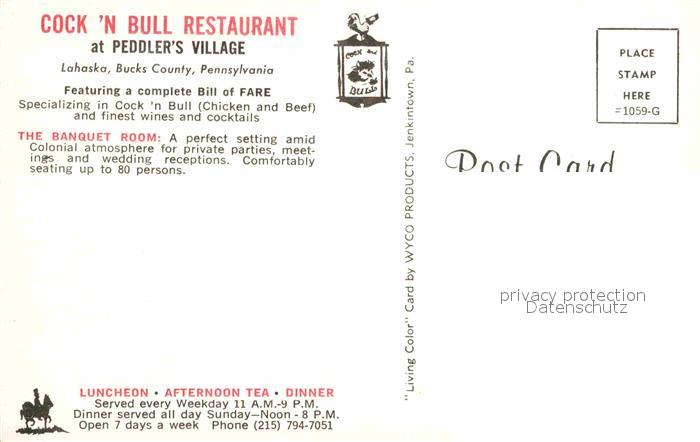 COCK 'N BULL RESTAURANT
at PEDDLER'S VILLAGE
Lahaska, Bucks County, Pennsylvania
Featuring a complete Bill of FARE
Specializing in Cock 'n Bull (Chicken and Beef)
and finest wines and cocktails
THE BANQUET ROOM: A perfect setting amid
Colonial atmosphere for private parties, meet-
ings and wedding receptions. Comfortably
seating up to 80 persons.
LUNCHEON • AFTERNOON TEA • DINNER
Served every Weekday 11 A.M.-9 P.M.
Dinner served all day Sunday—Noon - 8 P.M.
Open 7 days a week Phone (215) 794-7051
COCK and
BULL
"Living Color" Card by WYCO PRODUCTS, Jenkintown, Pa.
PLACE
STAMP
HERE
#1059-G
Post Card
privacy protection
Datenschutz